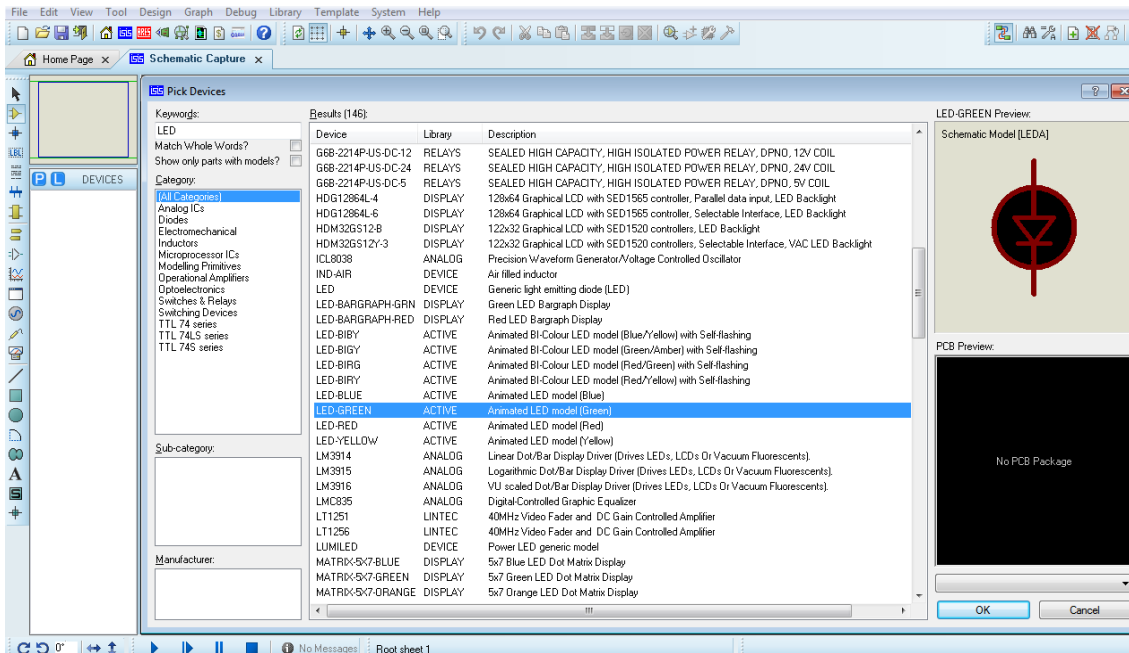 File Edit View Tool Design Graph Debug Library Template System Help
Home Page x ISIS Schematic Capture x
ISIS Pick Devices
Keywords:
LED
Match Whole Words?
Show only parts with models?
Category:
(All Categories)
Analog ICs
Diodes
Electromechanical
Inductors
Microprocessor ICs
Modelling Primitives
Operational Amplifiers
Optoelectronics
Switches & Relays
Switching Devices
TTL 74 series
TTL 74LS series
TTL 74S series
Sub-category:
Manufacturer:
P L DEVICES
LBL
A
S
Results (146):
Device Library Description
G6B-2214P-US-DC-12 RELAYS SEALED HIGH CAPACITY, HIGH ISOLATED POWER RELAY, DPNO, 12V COIL
G6B-2214P-US-DC-24 RELAYS SEALED HIGH CAPACITY, HIGH ISOLATED POWER RELAY, DPNO, 24V COIL
G6B-2214P-US-DC-5 RELAYS SEALED HIGH CAPACITY, HIGH ISOLATED POWER RELAY, DPNO, 5V COIL
HDG12864L-4 DISPLAY 128x64 Graphical LCD with SED1565 controller, Parallel data input, LED Backlight
HDG12864L-6 DISPLAY 128x64 Graphical LCD with SED1565 controller, Selectable Interface, LED Backlight
HDM32GS12-B DISPLAY 122x32 Graphical LCD with SED1520 controllers, LED Backlight
HDM32GS12Y-3 DISPLAY 122x32 Graphical LCD with SED1520 controllers, Selectable Interface, VAC LED Backlight
ICL8038 ANALOG Precision Waveform Generator/Voltage Controlled Oscillator
IND-AIR DEVICE Air filled inductor
LED DEVICE Generic light emitting diode (LED)
LED-BARGRAPH-GRN DISPLAY Green LED Bargraph Display
LED-BARGRAPH-RED DISPLAY Red LED Bargraph Display
LED-BIBY ACTIVE Animated BI-Colour LED model (Blue/Yellow) with Self-flashing
LED-BIGY ACTIVE Animated BI-Colour LED model (Green/Amber) with Self-flashing
LED-BIRG ACTIVE Animated BI-Colour LED model (Red/Green) with Self-flashing
LED-BIRY ACTIVE Animated BI-Colour LED model (Red/Yellow) with Self-flashing
LED-BLUE ACTIVE Animated LED model (Blue)
LED-GREEN ACTIVE Animated LED model (Green)
LED-RED ACTIVE Animated LED model (Red)
LED-YELLOW ACTIVE Animated LED model (Yellow)
LM3914 ANALOG Linear Dot/Bar Display Driver (Drives LEDs, LCDs Or Vacuum Fluorescents).
LM3915 ANALOG Logarithmic Dot/Bar Display Driver (Drives LEDs, LCDs Or Vacuum Fluorescents).
LM3916 ANALOG VU scaled Dot/Bar Display Driver (Drives LEDs, LCDs Or Vacuum Fluorescents).
LMC835 ANALOG Digital-Controlled Graphic Equalizer
LT1251 LINTEC 40MHz Video Fader and DC Gain Controlled Amplifier
LT1256 LINTEC 40MHz Video Fader and DC Gain Controlled Amplifier
LUMILED DEVICE Power LED generic model
MATRIX-5X7-BLUE DISPLAY 5x7 Blue LED Dot Matrix Display
MATRIX-5X7-GREEN DISPLAY 5x7 Green LED Dot Matrix Display
MATRIX-5X7-ORANGE DISPLAY 5x7 Orange LED Dot Matrix Display
LED-GREEN Preview:
Schematic Model [LEDA]
PCB Preview:
No PCB Package
OK Cancel
0° No Messages Root sheet 1